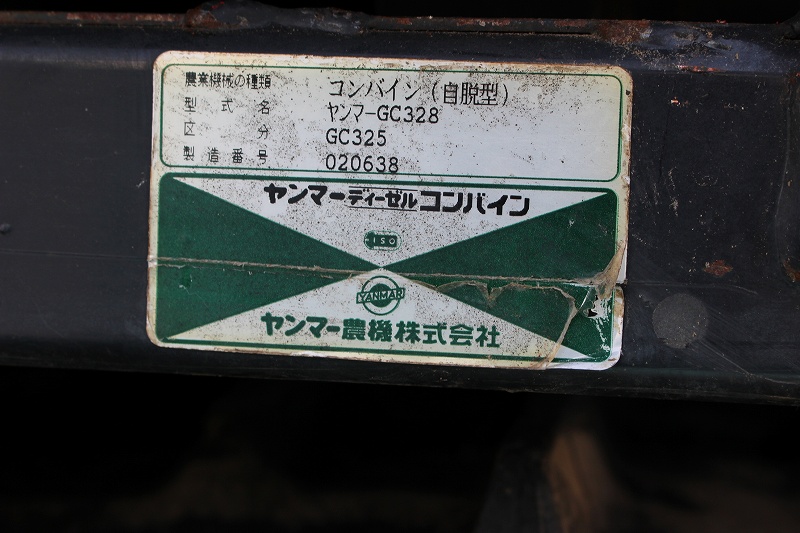 農業機械の種類 コンバイン(自脱型)
型式名 ヤンマーGC328
区分 GC325
製造番号 020638
ヤンマーディーゼルコンバイン
ISO
YANMAR
ヤンマー農機株式会社